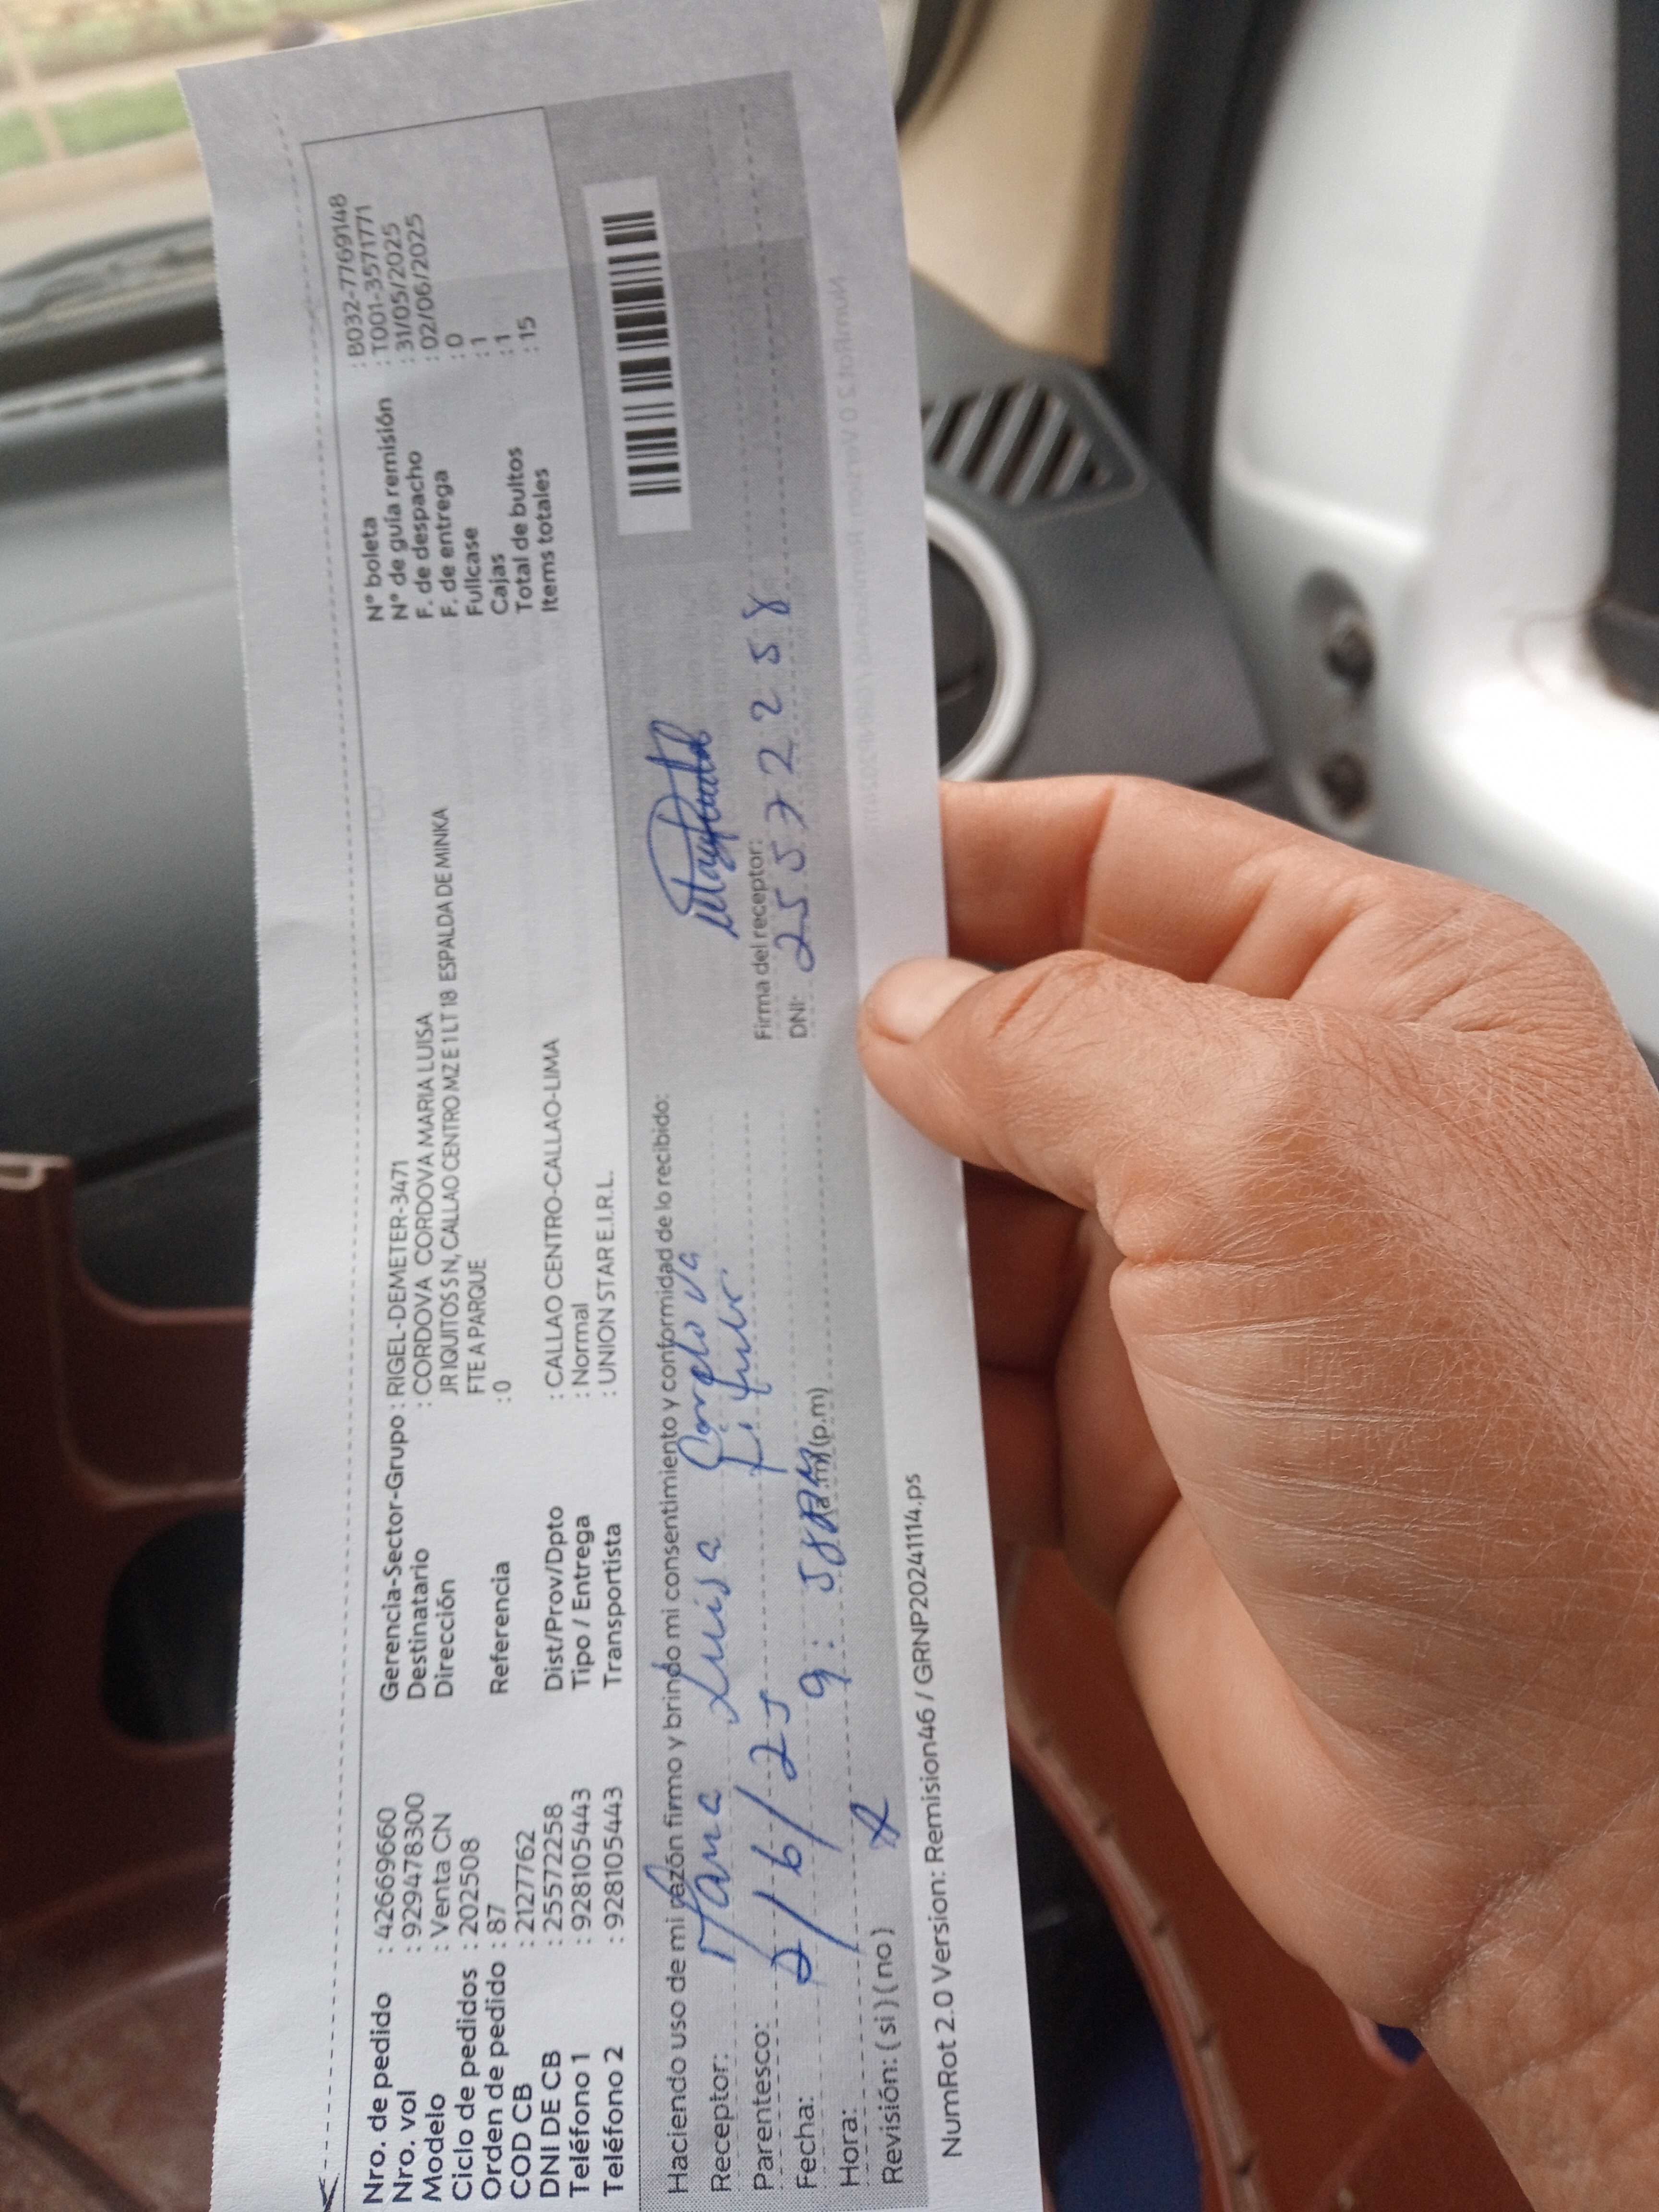 Nro. de pedido : 42669660
Nro. vol : 929478300
Modelo : Venta CN
Ciclo de pedidos : 202508
Orden de pedido : 87
COD CB : 2127762
DNI DE CB : 25572258
Teléfono 1 : 928105443
Teléfono 2 : 928105443
Gerencia-Sector-Grupo : RIGEL-DEMETER-3471
Destinatario : CORDOVA CORDOVA MARIA LUISA
Dirección JR IQUITOS S N, CALLAO CENTRO MZ E 1 LT 18 ESPALDA DE MINKA
FTE A PARQUE
Referencia : 0
Dist/Prov/Dpto : CALLAO CENTRO-CALLAO-LIMA
Tipo / Entrega : Normal
Transportista : UNION STAR E.I.R.L.
N° boleta : B032-7769148
N° de guía remisión : T001-3571771
F. de despacho : 31/05/2025
F. de entrega : 02/06/2025
Fullcase : 0
Cajas : 1
Total de bultos : 1
Items totales : 15
Haciendo uso de mi razón firmo y brindo mi consentimiento y conformidad de lo recibido:
Receptor: Maria Luisa Cordova
Parentesco:
Fecha: /6/25
Hora: 9:58 AM (a.m) (p.m)
Revisión: ( si ) ( no )
Firma del receptor:
DNI: 25572258
NumRot 2.0 Version: Remision46 / GRNP20241114.ps